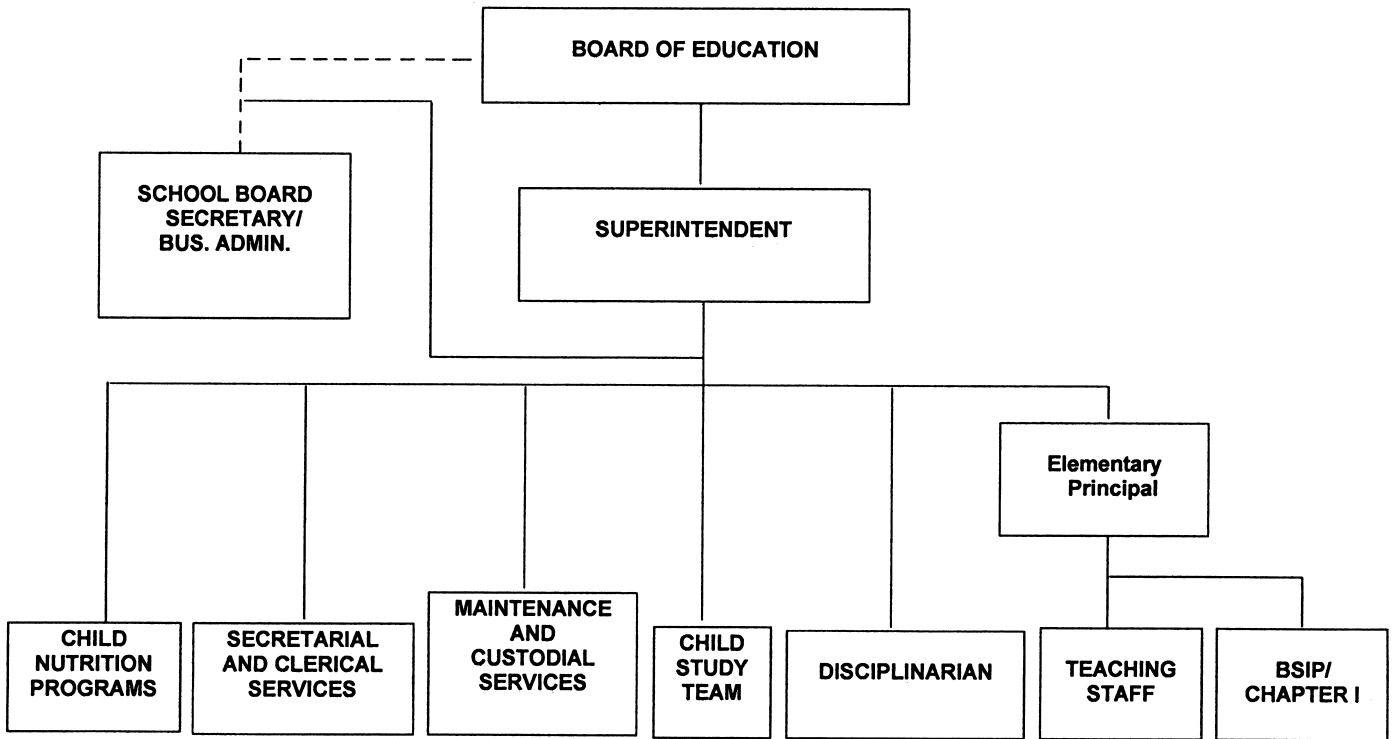 BOARD OF EDUCATION
SCHOOL BOARD
SECRETARY/
BUS. ADMIN.
SUPERINTENDENT
Elementary
Principal
CHILD
NUTRITION
PROGRAMS
SECRETARIAL
AND CLERICAL
SERVICES
MAINTENANCE
AND
CUSTODIAL
SERVICES
CHILD
STUDY
TEAM
DISCIPLINARIAN
TEACHING
STAFF
BSIP/
CHAPTER I